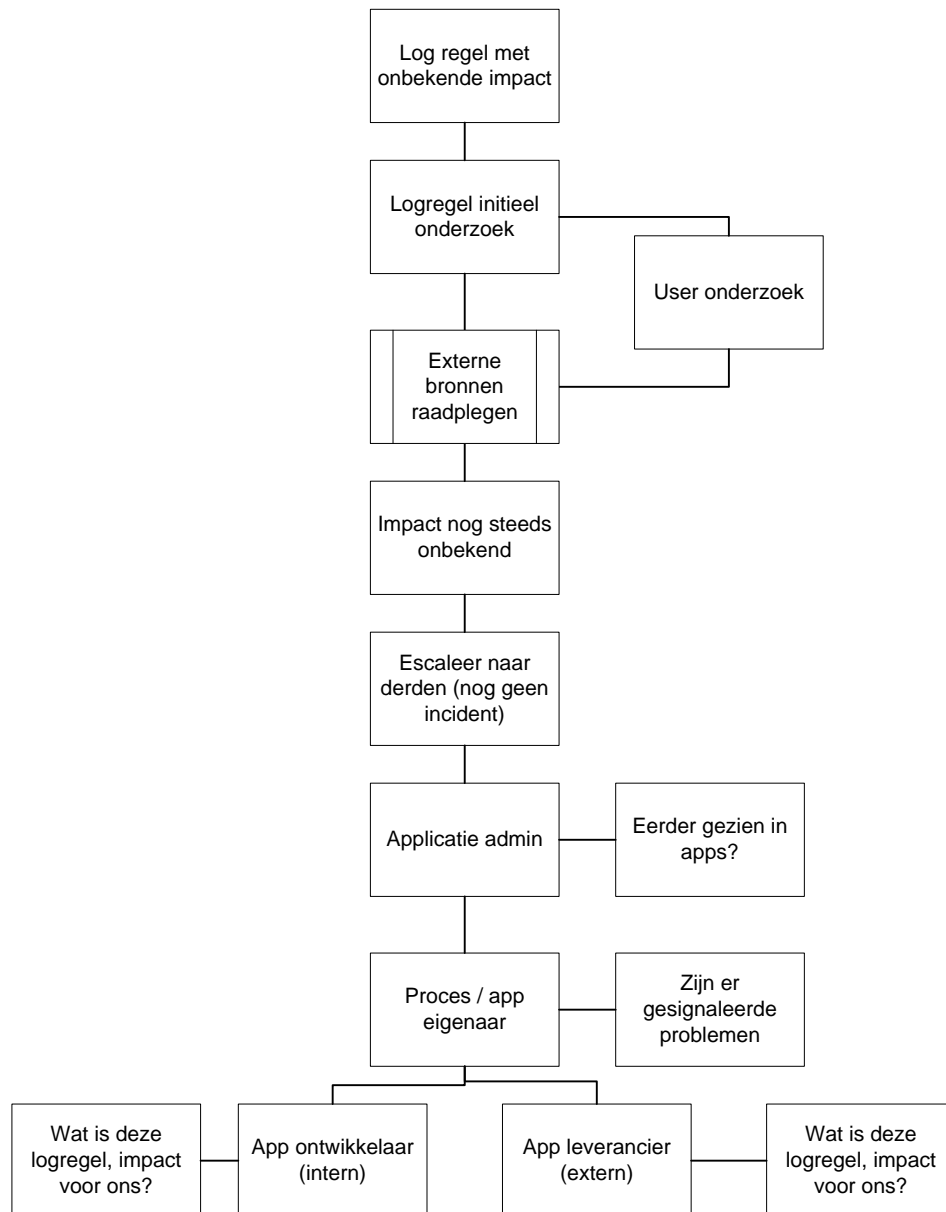 Log regel met
onbekende impact
Logregel initieel
onderzoek
User onderzoek
Externe
bronnen
raadplegen
Impact nog steeds
onbekend
Escaleer naar
derden (nog geen
incident)
Applicatie admin
Eerder gezien in
apps?
Proces / app
eigenaar
Zijn er
gesignaleerde
problemen
Wat is deze
logregel, impact
voor ons?
App ontwikkelaar
(intern)
App leverancier
(extern)
Wat is deze
logregel, impact
voor ons?